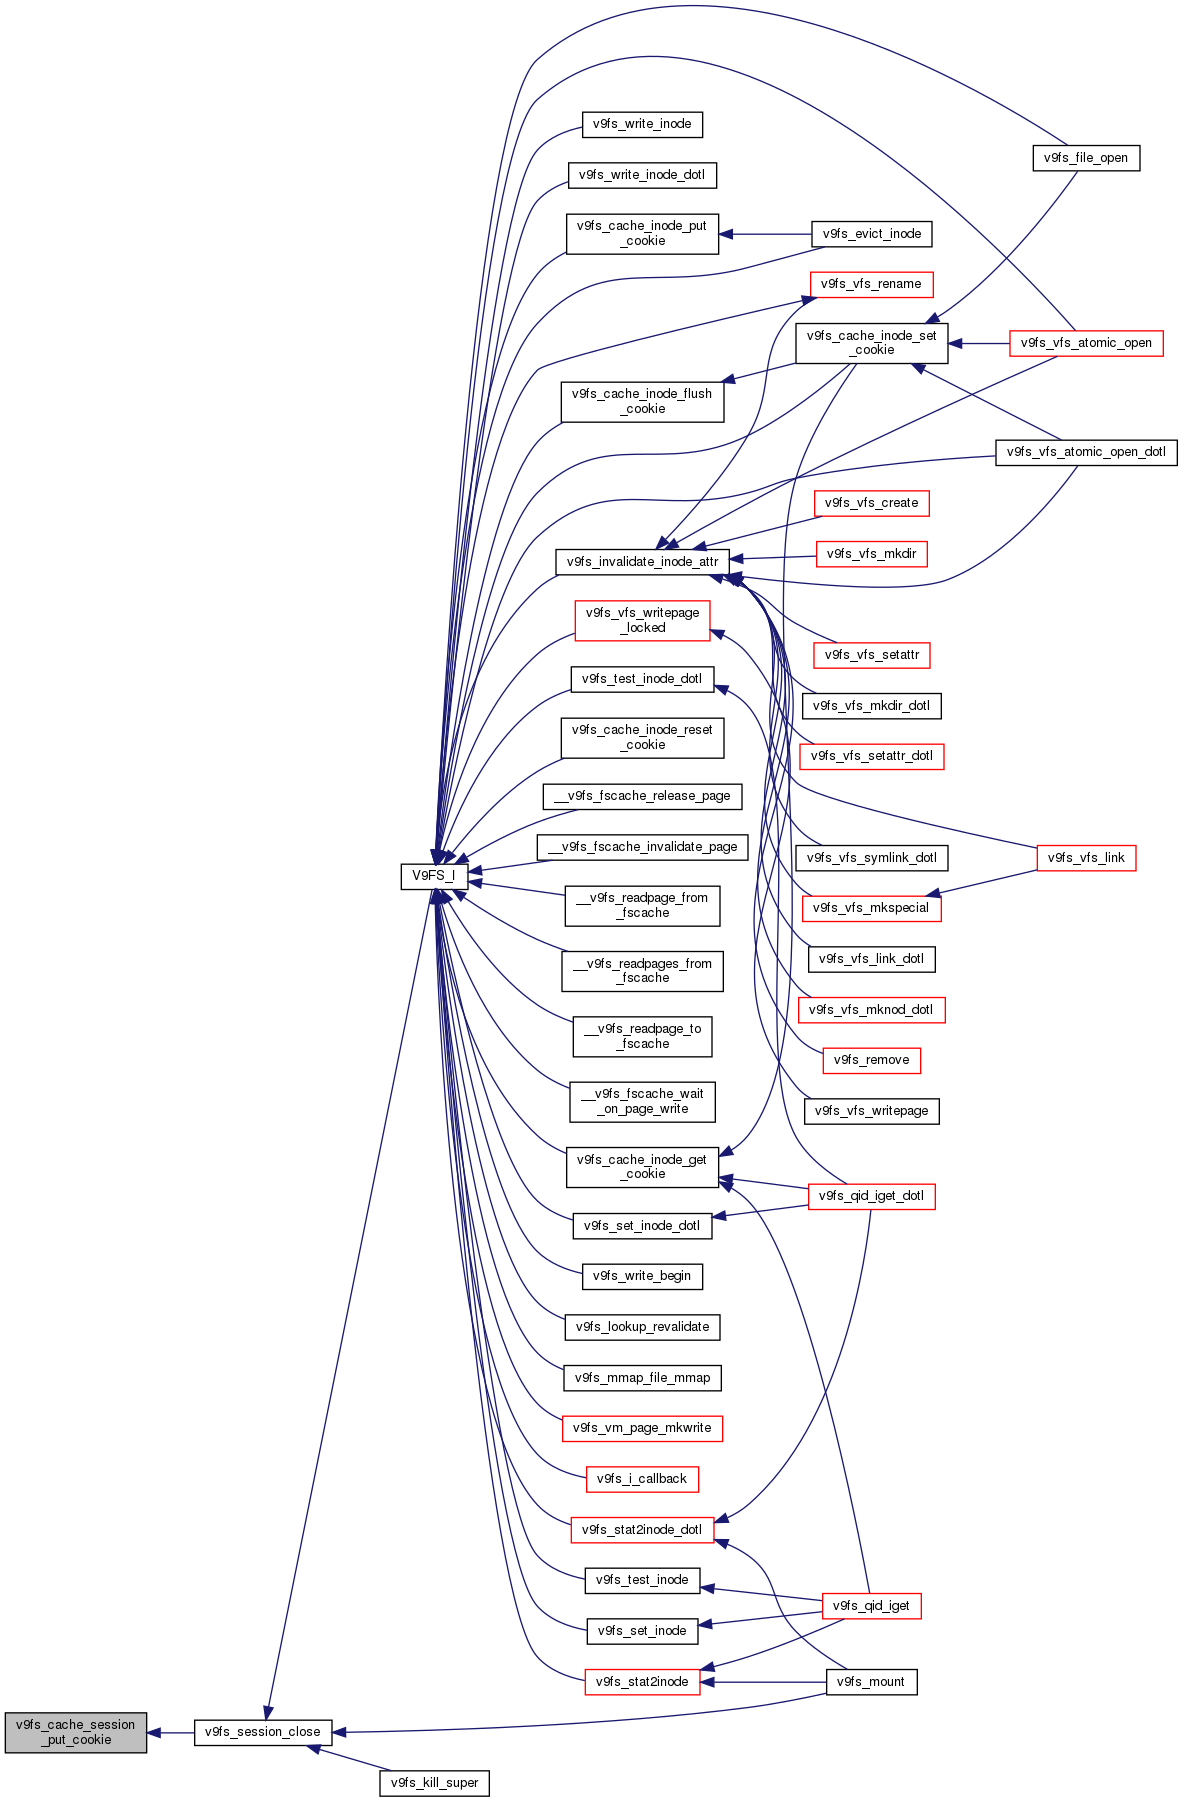 v9fs_file_open
v9fs_write_inode
v9fs_write_inode_dotl
v9fs_cache_inode_put
_cookie
v9fs_evict_inode
v9fs_vfs_rename
v9fs_cache_inode_set
_cookie
v9fs_vfs_atomic_open
v9fs_cache_inode_flush
_cookie
v9fs_vfs_atomic_open_dotl
v9fs_vfs_create
v9fs_invalidate_inode_attr
v9fs_vfs_mkdir
v9fs_vfs_writepage
_locked
v9fs_vfs_setattr
v9fs_test_inode_dotl
v9fs_vfs_mkdir_dotl
v9fs_cache_inode_reset
_cookie
v9fs_vfs_setattr_dotl
__v9fs_fscache_release_page
__v9fs_fscache_invalidate_page
v9fs_vfs_symlink_dotl
v9fs_vfs_link
V9FS_I
__v9fs_readpage_from
_fscache
v9fs_vfs_mkspecial
__v9fs_readpages_from
_fscache
v9fs_vfs_link_dotl
v9fs_vfs_mknod_dotl
__v9fs_readpage_to
_fscache
v9fs_remove
__v9fs_fscache_wait
_on_page_write
v9fs_vfs_writepage
v9fs_cache_inode_get
_cookie
v9fs_qid_iget_dotl
v9fs_set_inode_dotl
v9fs_write_begin
v9fs_lookup_revalidate
v9fs_mmap_file_mmap
v9fs_vm_page_mkwrite
v9fs_i_callback
v9fs_stat2inode_dotl
v9fs_test_inode
v9fs_qid_iget
v9fs_set_inode
v9fs_stat2inode
v9fs_mount
v9fs_cache_session
_put_cookie
v9fs_session_close
v9fs_kill_super